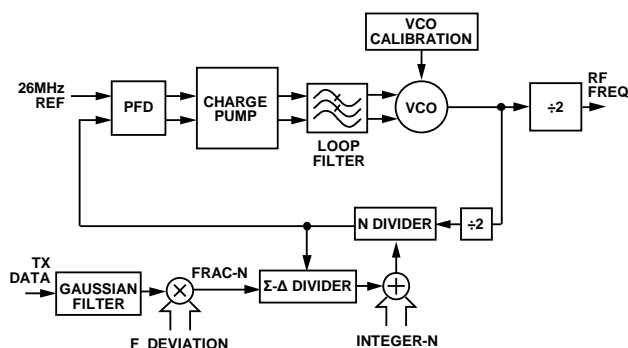 VCO
CALIBRATION
26MHz
REF
PFD
CHARGE
PUMP
LOOP
FILTER
VCO
÷2
RF
FREQ
N DIVIDER
÷2
TX
DATA
GAUSSIAN
FILTER
×
FRAC-N
Σ-Δ DIVIDER
+
F_DEVIATION
INTEGER-N